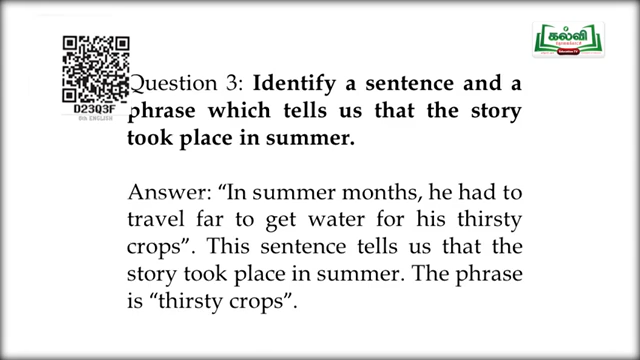 கல்வி
D23Q3F
8th ENGLISH
Question 3: Identify a sentence and a
phrase which tells us that the story
took place in summer.
Answer: “In summer months, he had to
travel far to get water for his thirsty
crops”. This sentence tells us that the
story took place in summer. The phrase
is “thirsty crops”.